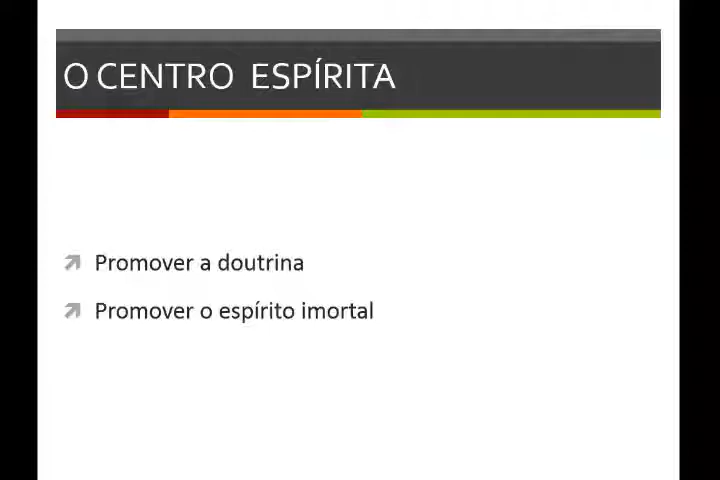 O CENTRO ESPÍRITA
Promover a doutrina
Promover o espírito imortal